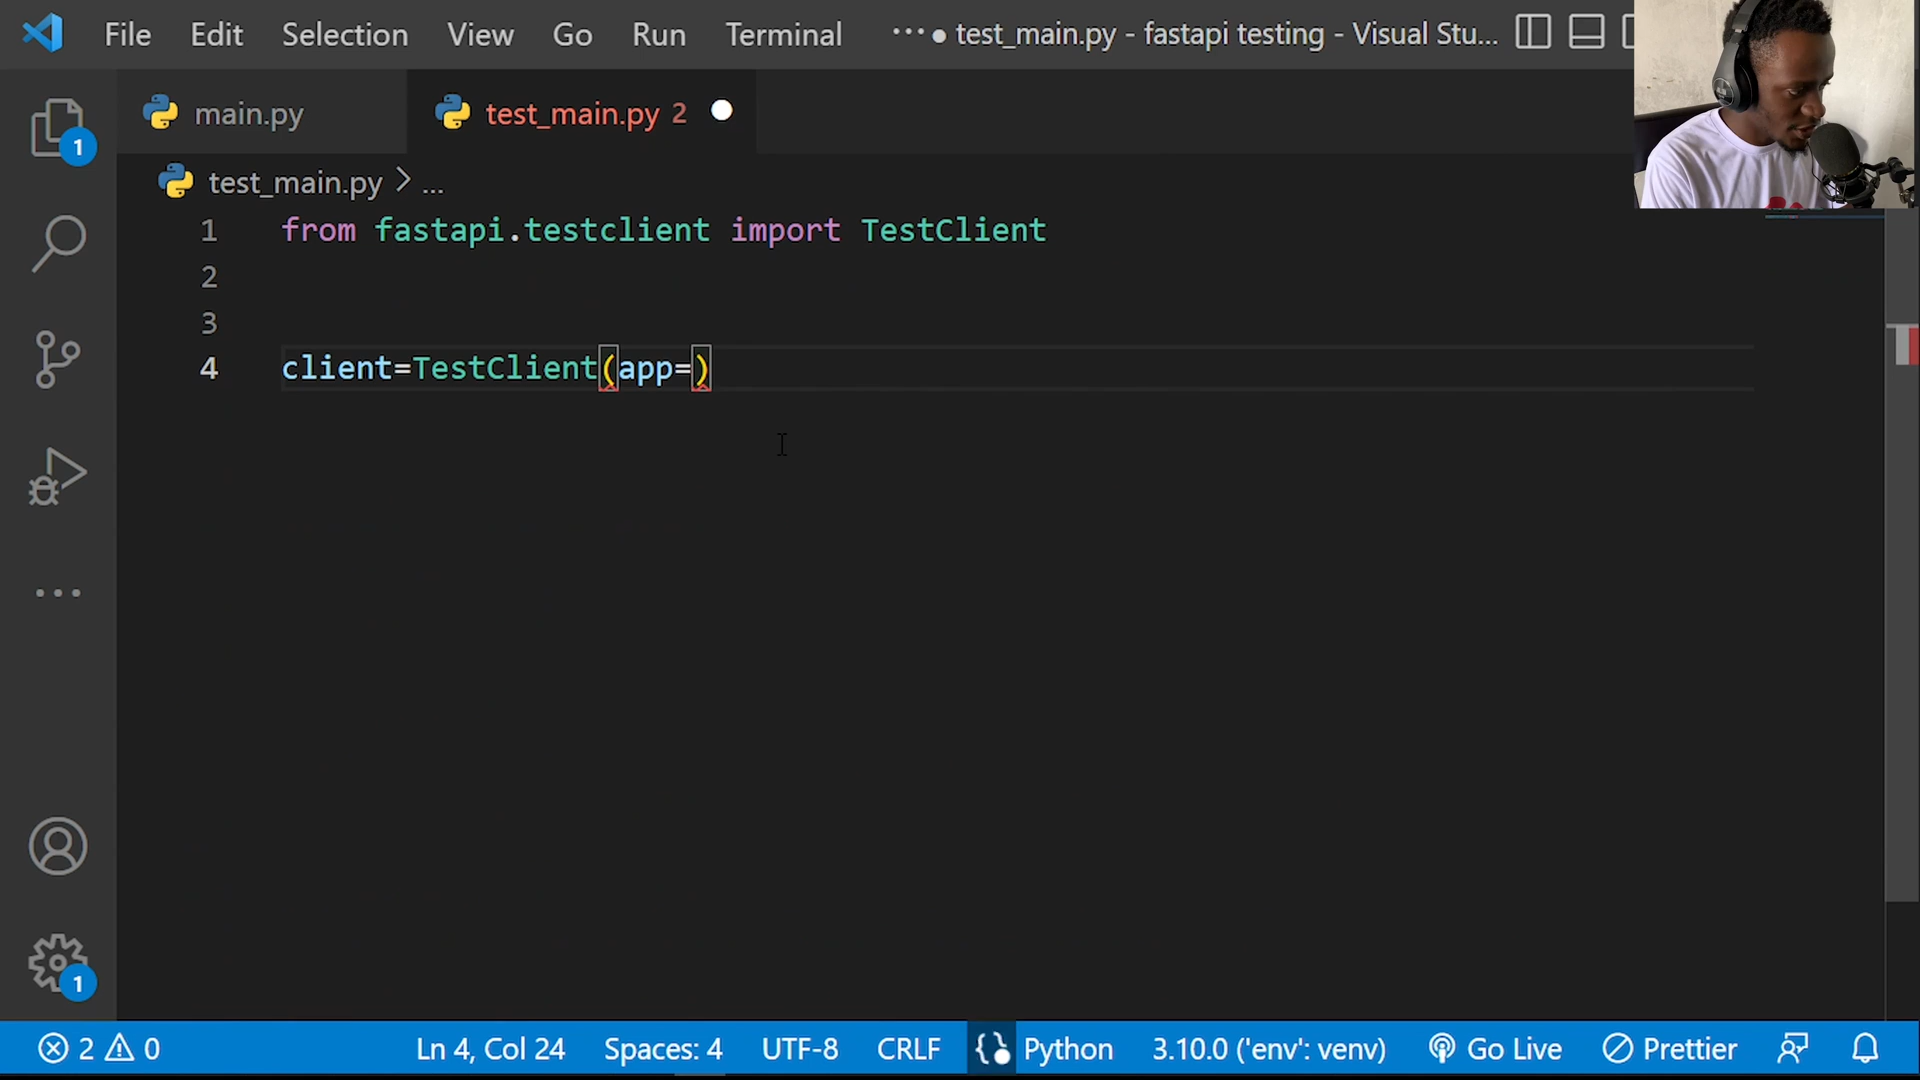 File Edit Selection View Go Run Terminal ··· ● test_main.py - fastapi testing - Visual Stu...
main.py test_main.py 2
test_main.py > ...
1 from fastapi.testclient import TestClient
2
3
4 client=TestClient(app=)
1
1
2 0 Ln 4, Col 24 Spaces: 4 UTF-8 CRLF Python 3.10.0 ('env': venv) Go Live Prettier